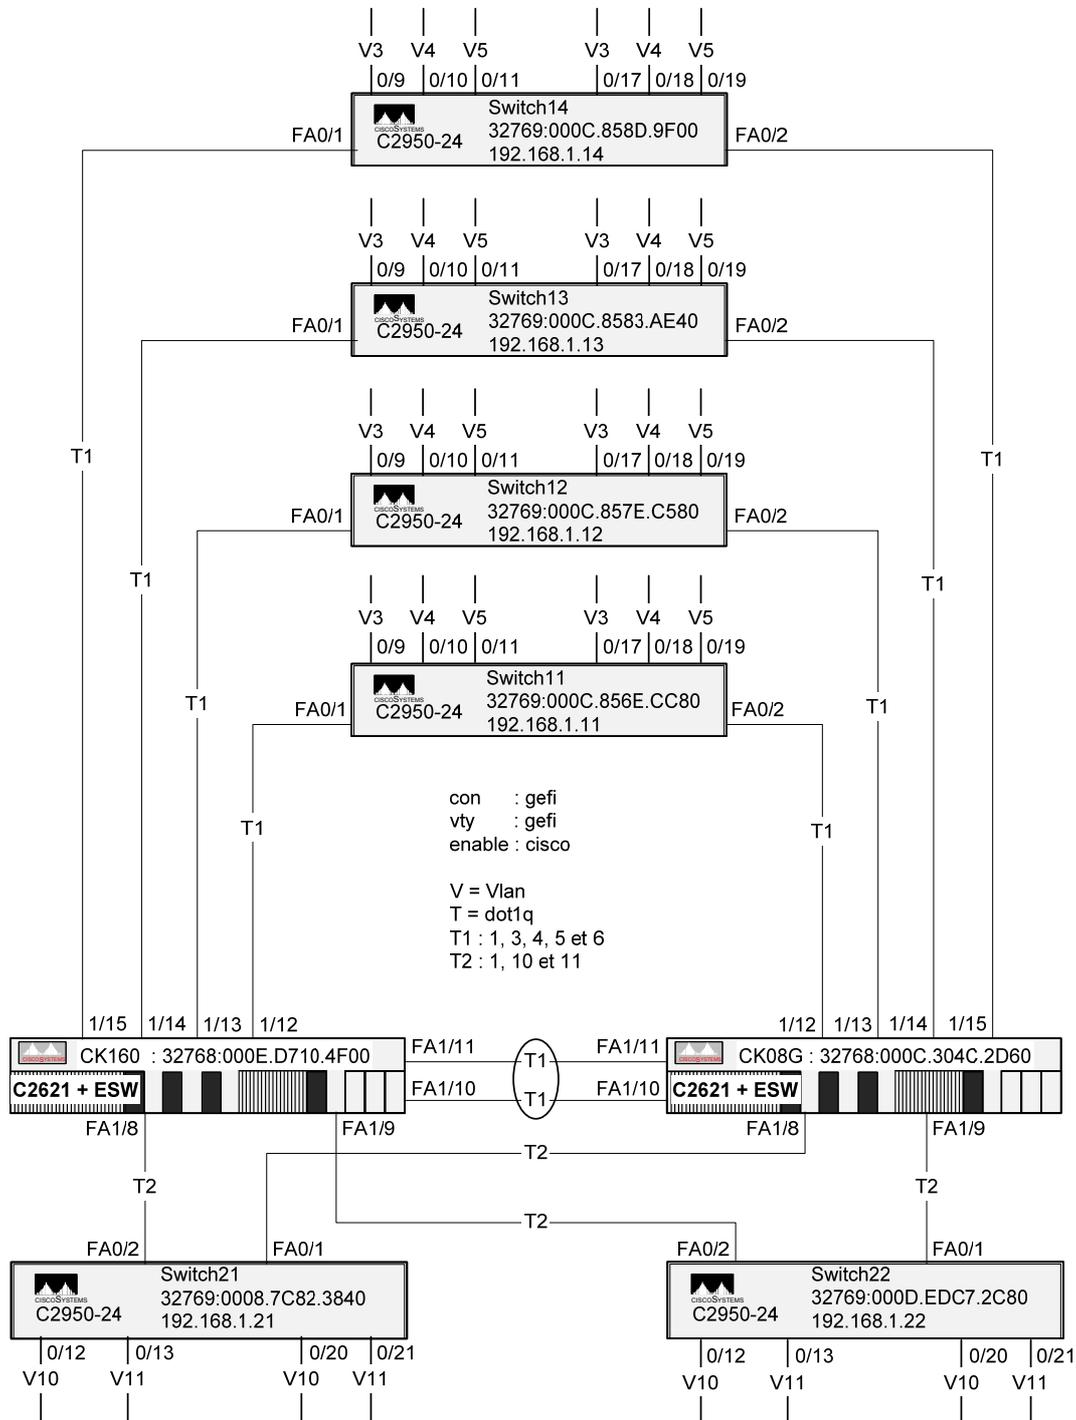 V3 V4 V5 V3 V4 V5
0/9 0/10 0/11 0/17 0/18 0/19
FA0/1 FA0/2
CISCOSYSTEMS
C2950-24
Switch14
32769:000C.858D.9F00
192.168.1.14
V3 V4 V5 V3 V4 V5
0/9 0/10 0/11 0/17 0/18 0/19
FA0/1 FA0/2
CISCOSYSTEMS
C2950-24
Switch13
32769:000C.8583.AE40
192.168.1.13
V3 V4 V5 V3 V4 V5
T1 T1
0/9 0/10 0/11 0/17 0/18 0/19
FA0/1 FA0/2
CISCOSYSTEMS
C2950-24
Switch12
32769:000C.857E.C580
192.168.1.12
T1 T1
V3 V4 V5 V3 V4 V5
0/9 0/10 0/11 0/17 0/18 0/19
FA0/1 FA0/2
CISCOSYSTEMS
C2950-24
Switch11
32769:000C.856E.CC80
192.168.1.11
T1 T1
con : gefi
vty : gefi
enable : cisco
T1 T1
V = Vlan
T = dot1q
T1 : 1, 3, 4, 5 et 6
T2 : 1, 10 et 11
1/15 1/14 1/13 1/12 1/12 1/13 1/14 1/15
CISCOSYSTEMS
CK160 : 32768:000E.D710.4F00
C2621 + ESW
FA1/11 T1 FA1/11
FA1/10 T1 FA1/10
CISCOSYSTEMS
CK08G : 32768:000C.304C.2D60
C2621 + ESW
FA1/8 FA1/9 FA1/8 FA1/9
T2
T2 T2
T2
FA0/2 FA0/1 FA0/2 FA0/1
CISCOSYSTEMS
C2950-24
Switch21
32769:0008.7C82.3840
192.168.1.21
CISCOSYSTEMS
C2950-24
Switch22
32769:000D.EDC7.2C80
192.168.1.22
0/12 0/13 0/20 0/21 0/12 0/13 0/20 0/21
V10 V11 V10 V11 V10 V11 V10 V11